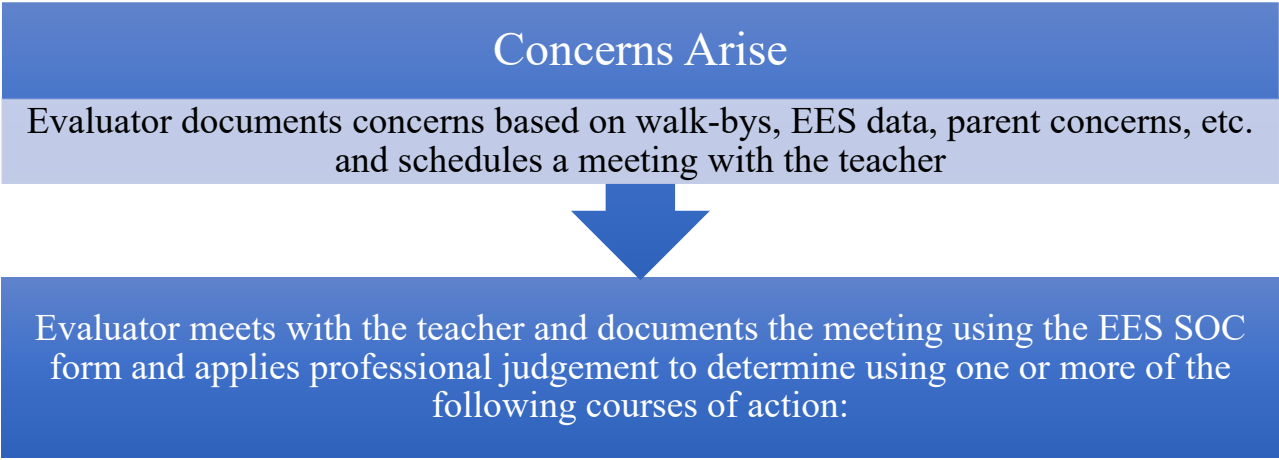 Concerns Arise
Evaluator documents concerns based on walk-bys, EES data, parent concerns, etc.
and schedules a meeting with the teacher
Evaluator meets with the teacher and documents the meeting using the EES SOC
form and applies professional judgement to determine using one or more of the
following courses of action: